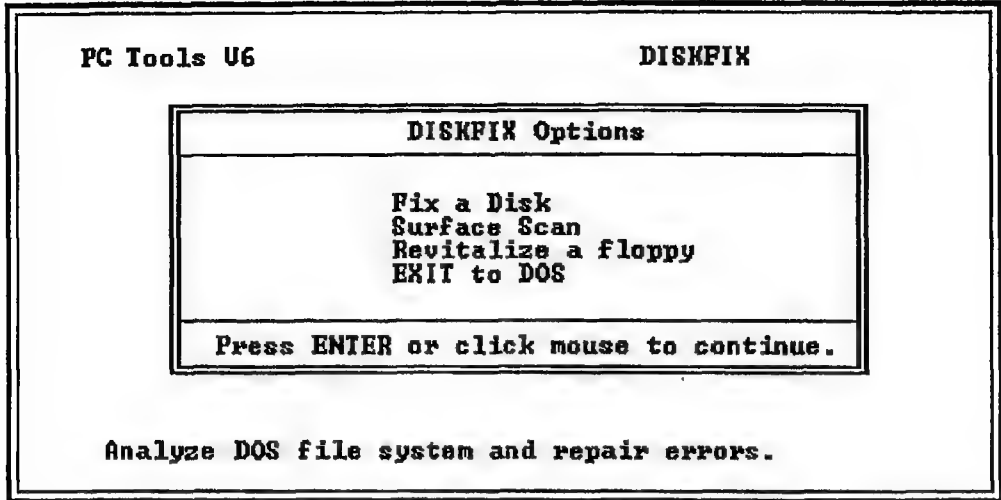 PC Tools V6 DISKFIX
DISKFIX Options
Fix a Disk
Surface Scan
Revitalize a floppy
EXIT to DOS
Press ENTER or click mouse to continue.
Analyze DOS file system and repair errors.